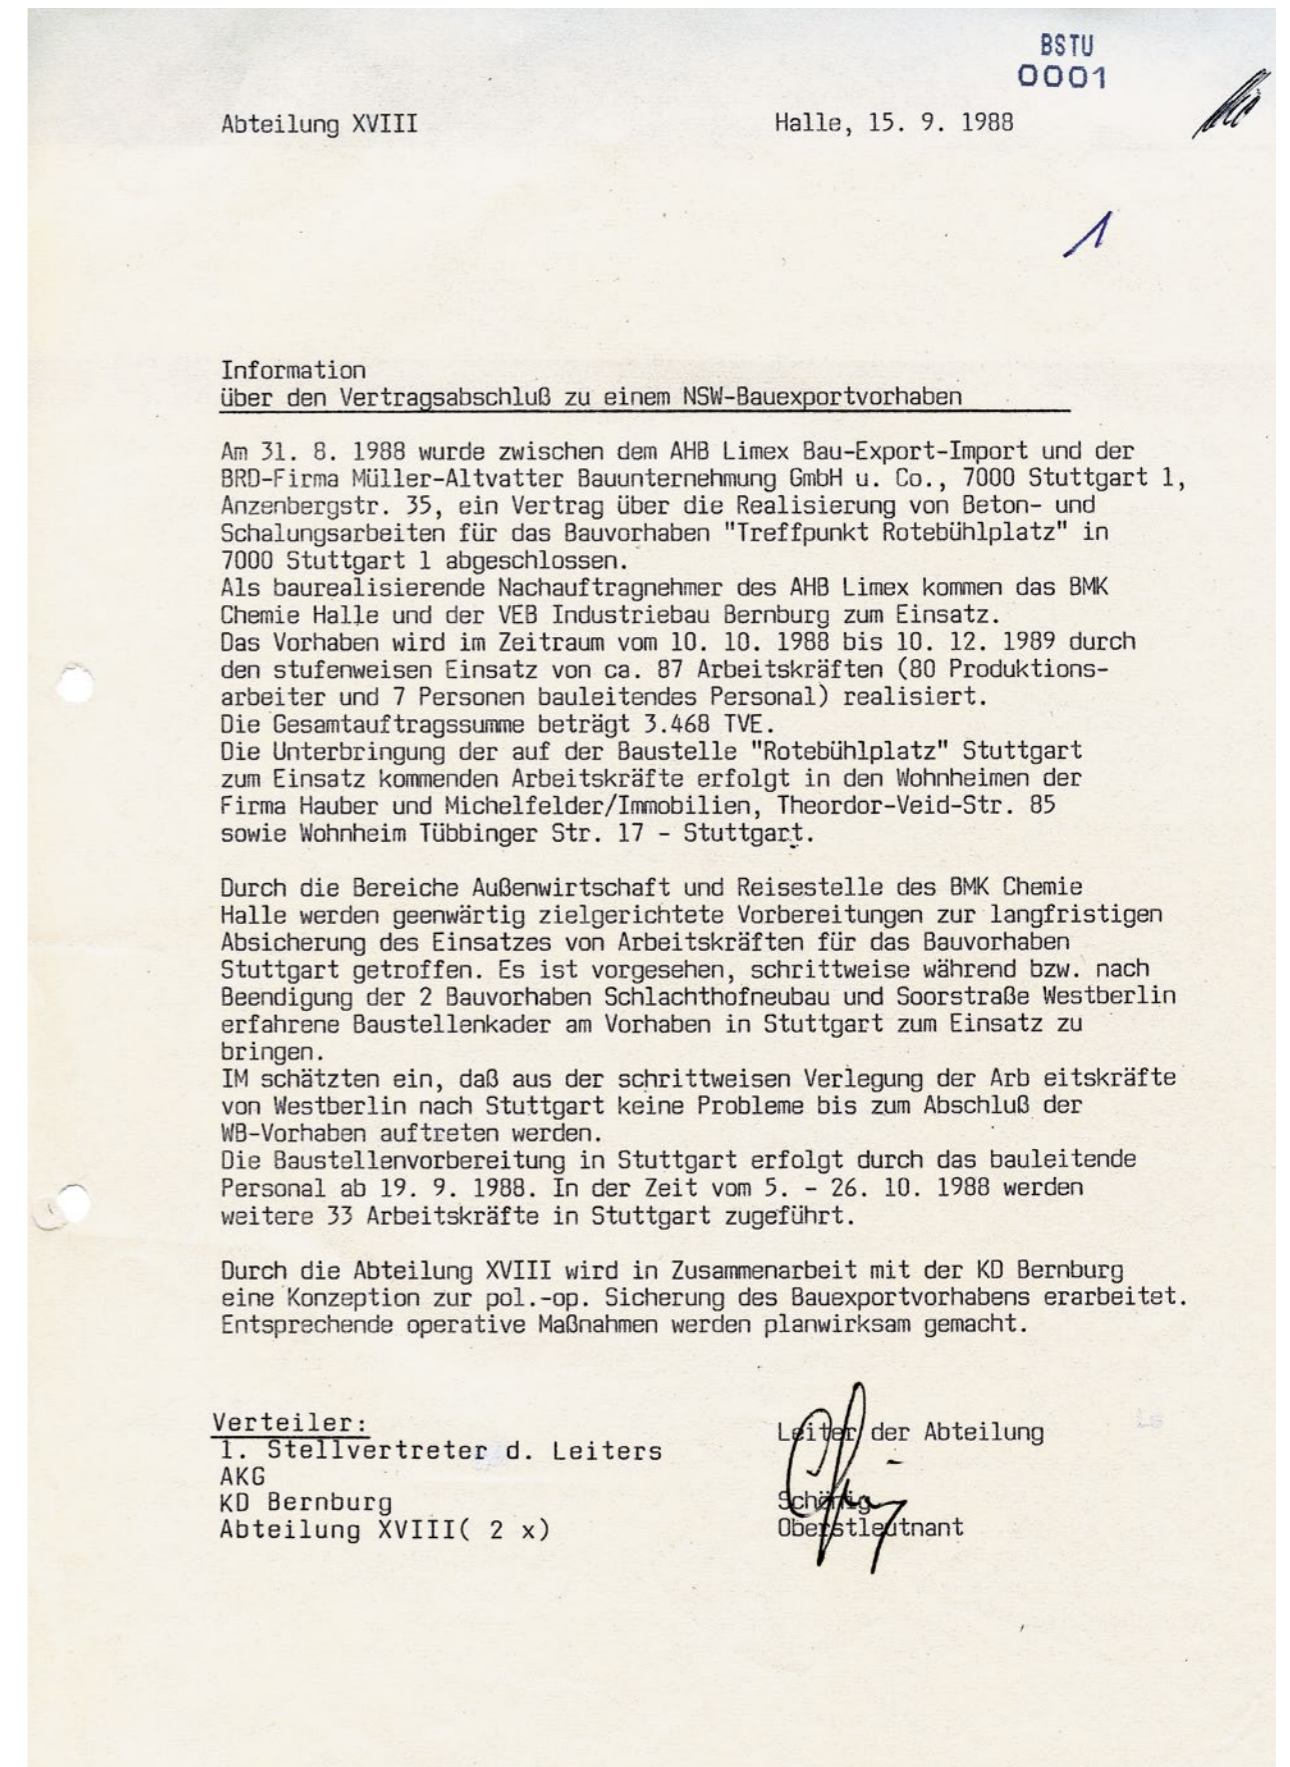 BSTU
0001
Abteilung XVIII
Halle, 15. 9. 1988
1
Information
über den Vertragsabschluß zu einem NSW-Bauexportvorhaben
Am 31. 8. 1988 wurde zwischen dem AHB Limex Bau-Export-Import und der
BRD-Firma Müller-Altvatter Bauunternehmung GmbH u. Co., 7000 Stuttgart 1,
Anzenbergstr. 35, ein Vertrag über die Realisierung von Beton- und
Schalungsarbeiten für das Bauvorhaben "Treffpunkt Rotebühlplatz" in
7000 Stuttgart 1 abgeschlossen.
Als baurealisierende Nachauftragnehmer des AHB Limex kommen das BMK
Chemie Halle und der VEB Industriebau Bernburg zum Einsatz.
Das Vorhaben wird im Zeitraum vom 10. 10. 1988 bis 10. 12. 1989 durch
den stufenweisen Einsatz von ca. 87 Arbeitskräften (80 Produktions-
arbeiter und 7 Personen bauleitendes Personal) realisiert.
Die Gesamtauftragssumme beträgt 3.468 TVE.
Die Unterbringung der auf der Baustelle "Rotebühlplatz" Stuttgart
zum Einsatz kommenden Arbeitskräfte erfolgt in den Wohnheimen der
Firma Hauber und Michelfelder/Immobilien, Theordor-Veid-Str. 85
sowie Wohnheim Tübbinger Str. 17 - Stuttgart.
Durch die Bereiche Außenwirtschaft und Reisestelle des BMK Chemie
Halle werden geenwärtig zielgerichtete Vorbereitungen zur langfristigen
Absicherung des Einsatzes von Arbeitskräften für das Bauvorhaben
Stuttgart getroffen. Es ist vorgesehen, schrittweise während bzw. nach
Beendigung der 2 Bauvorhaben Schlachthofneubau und Soorstraße Westberlin
erfahrene Baustellenkader am Vorhaben in Stuttgart zum Einsatz zu
bringen.
IM schätzten ein, daß aus der schrittweisen Verlegung der Arb eitskräfte
von Westberlin nach Stuttgart keine Probleme bis zum Abschluß der
WB-Vorhaben auftreten werden.
Die Baustellenvorbereitung in Stuttgart erfolgt durch das bauleitende
Personal ab 19. 9. 1988. In der Zeit vom 5. - 26. 10. 1988 werden
weitere 33 Arbeitskräfte in Stuttgart zugeführt.
Durch die Abteilung XVIII wird in Zusammenarbeit mit der KD Bernburg
eine Konzeption zur pol.-op. Sicherung des Bauexportvorhabens erarbeitet.
Entsprechende operative Maßnahmen werden planwirksam gemacht.
Verteiler:
1. Stellvertreter d. Leiters
AKG
KD Bernburg
Abteilung XVIII( 2 x)
Leiter der Abteilung
Schönig
Oberstleutnant